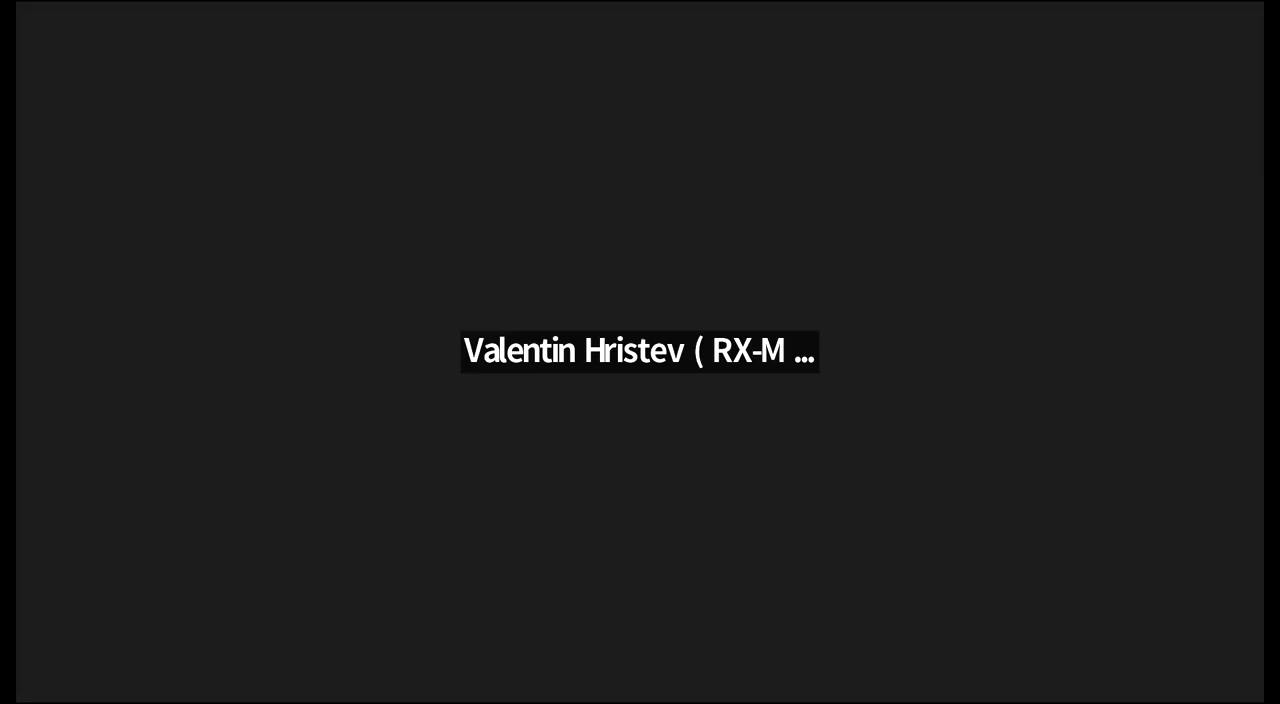 Valentin Hristev ( RX-M ...